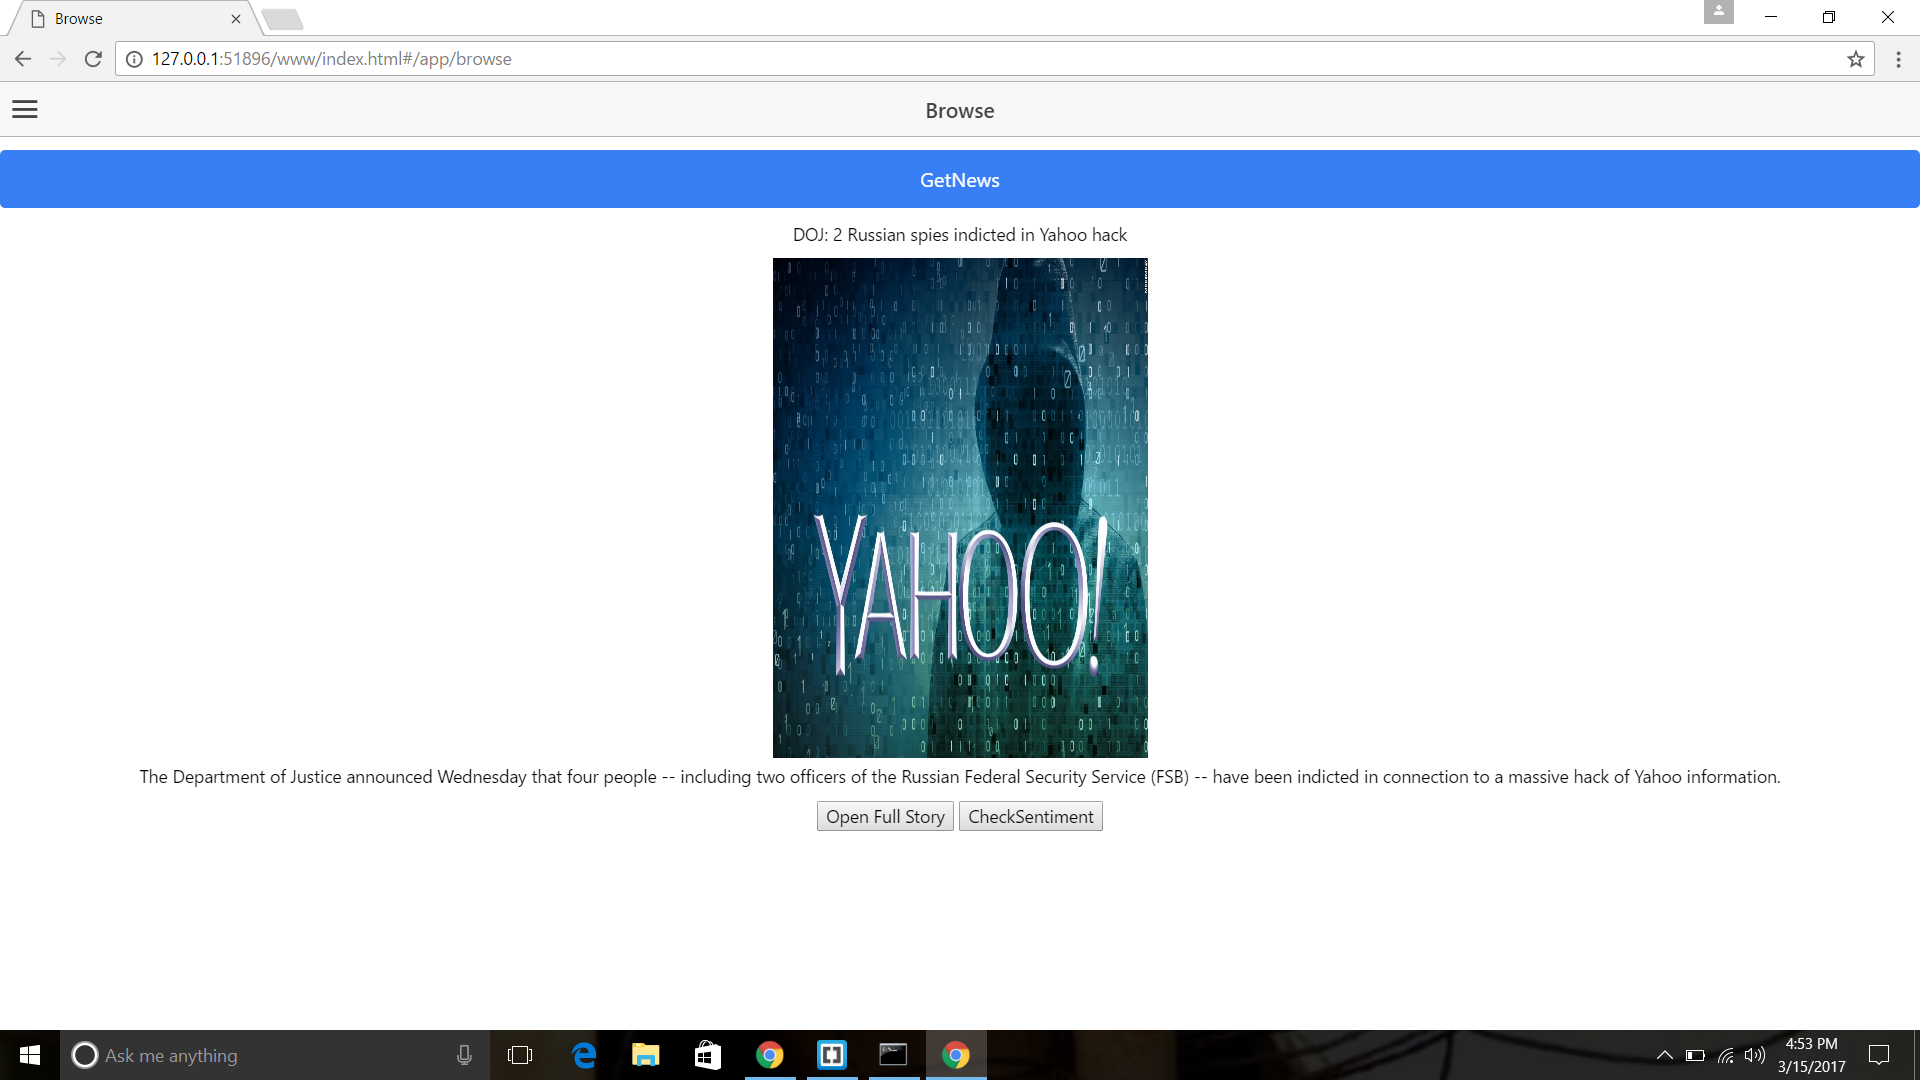 Browse
127.0.0.1:51896/www/index.html#/app/browse
Browse
GetNews
DOJ: 2 Russian spies indicted in Yahoo hack
YAHOO!
The Department of Justice announced Wednesday that four people -- including two officers of the Russian Federal Security Service (FSB) -- have been indicted in connection to a massive hack of Yahoo information.
Open Full Story CheckSentiment
Ask me anything
4:53 PM
3/15/2017